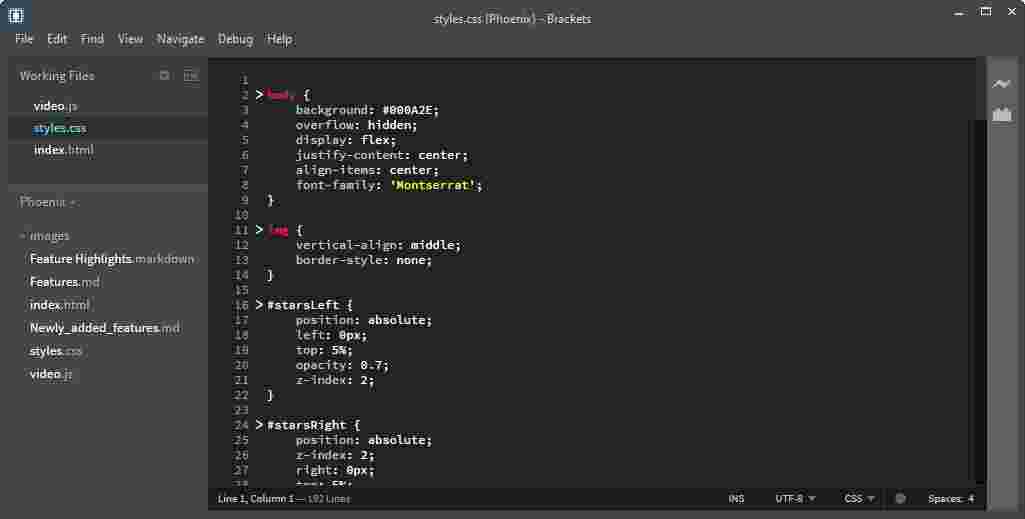 styles.css (Phoenix) - Brackets
File Edit Find View Navigate Debug Help
Working Files
video.js
styles.css
index.html
Phoenix
images
Feature Highlights.markdown
Features.md
index.html
Newly_added_features.md
styles.css
video.js
1
2 body {
3 background: #000A2E;
4 overflow: hidden;
5 display: flex;
6 justify-content: center;
7 align-items: center;
8 font-family: 'Montserrat';
9 }
10
11 img {
12 vertical-align: middle;
13 border-style: none;
14 }
15
16 #starsLeft {
17 position: absolute;
18 left: 0px;
19 top: 5%;
20 opacity: 0.7;
21 z-index: 2;
22 }
23
24 #starsRight {
25 position: absolute;
26 z-index: 2;
27 right: 0px;
28 top: 5%;
Line 1, Column 1 — 192 Lines INS UTF-8 CSS Spaces: 4